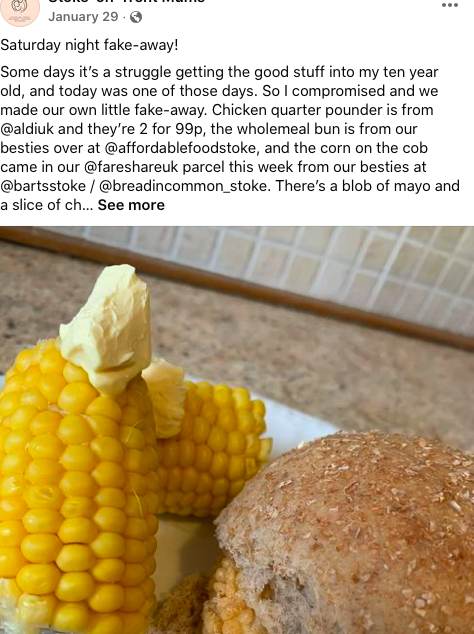 Stoke-on-Trent Mums
January 29 ·
Saturday night fake-away!
Some days it's a struggle getting the good stuff into my ten year
old, and today was one of those days. So I compromised and we
made our own little fake-away. Chicken quarter pounder is from
@aldiuk and they're 2 for 99p, the wholemeal bun is from our
besties over at @affordablefoodstoke, and the corn on the cob
came in our @fareshareuk parcel this week from our besties at
@bartsstoke / @breadincommon_stoke. There's a blob of mayo and
a slice of ch... See more